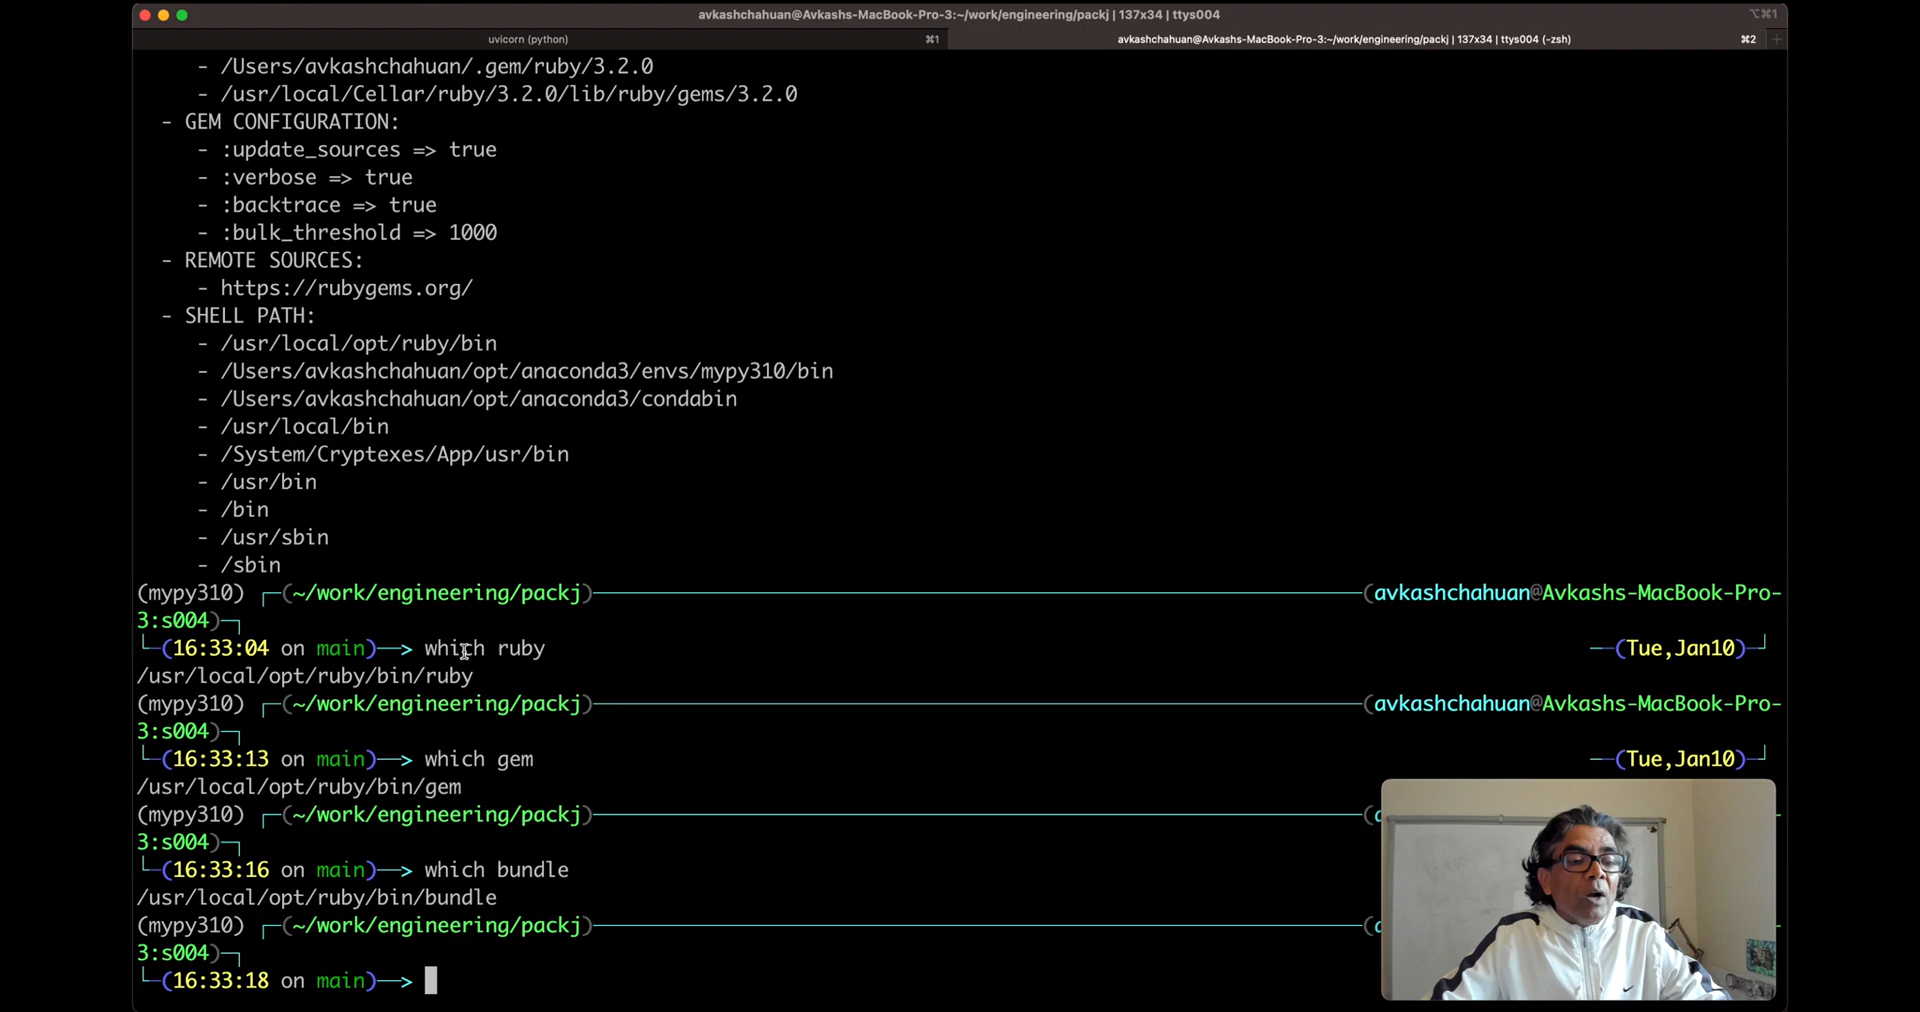 avkashchahuan@Avkashs-MacBook-Pro-3:~/work/engineering/packj | 137x34 | ttys004
⌥⌘1
uvicorn (python)
⌘1
avkashchahuan@Avkashs-MacBook-Pro-3:~/work/engineering/packj | 137x34 | ttys004 (-zsh)
⌘2
- /Users/avkashchahuan/.gem/ruby/3.2.0
- /usr/local/Cellar/ruby/3.2.0/lib/ruby/gems/3.2.0
- GEM CONFIGURATION:
- :update_sources => true
- :verbose => true
- :backtrace => true
- :bulk_threshold => 1000
- REMOTE SOURCES:
- https://rubygems.org/
- SHELL PATH:
- /usr/local/opt/ruby/bin
- /Users/avkashchahuan/opt/anaconda3/envs/mypy310/bin
- /Users/avkashchahuan/opt/anaconda3/condabin
- /usr/local/bin
- /System/Cryptexes/App/usr/bin
- /usr/bin
- /bin
- /usr/sbin
- /sbin
(mypy310) ┌─(~/work/engineering/packj)─(avkashchahuan@Avkashs-MacBook-Pro-
3:s004)─┐
└─(16:33:04 on main)──> which ruby ──(Tue,Jan10)─┘
/usr/local/opt/ruby/bin/ruby
(mypy310) ┌─(~/work/engineering/packj)─(avkashchahuan@Avkashs-MacBook-Pro-
3:s004)─┐
└─(16:33:13 on main)──> which gem ──(Tue,Jan10)─┘
/usr/local/opt/ruby/bin/gem
(mypy310) ┌─(~/work/engineering/packj)─(
3:s004)─┐
└─(16:33:16 on main)──> which bundle
/usr/local/opt/ruby/bin/bundle
(mypy310) ┌─(~/work/engineering/packj)─(
3:s004)─┐
└─(16:33:18 on main)──>